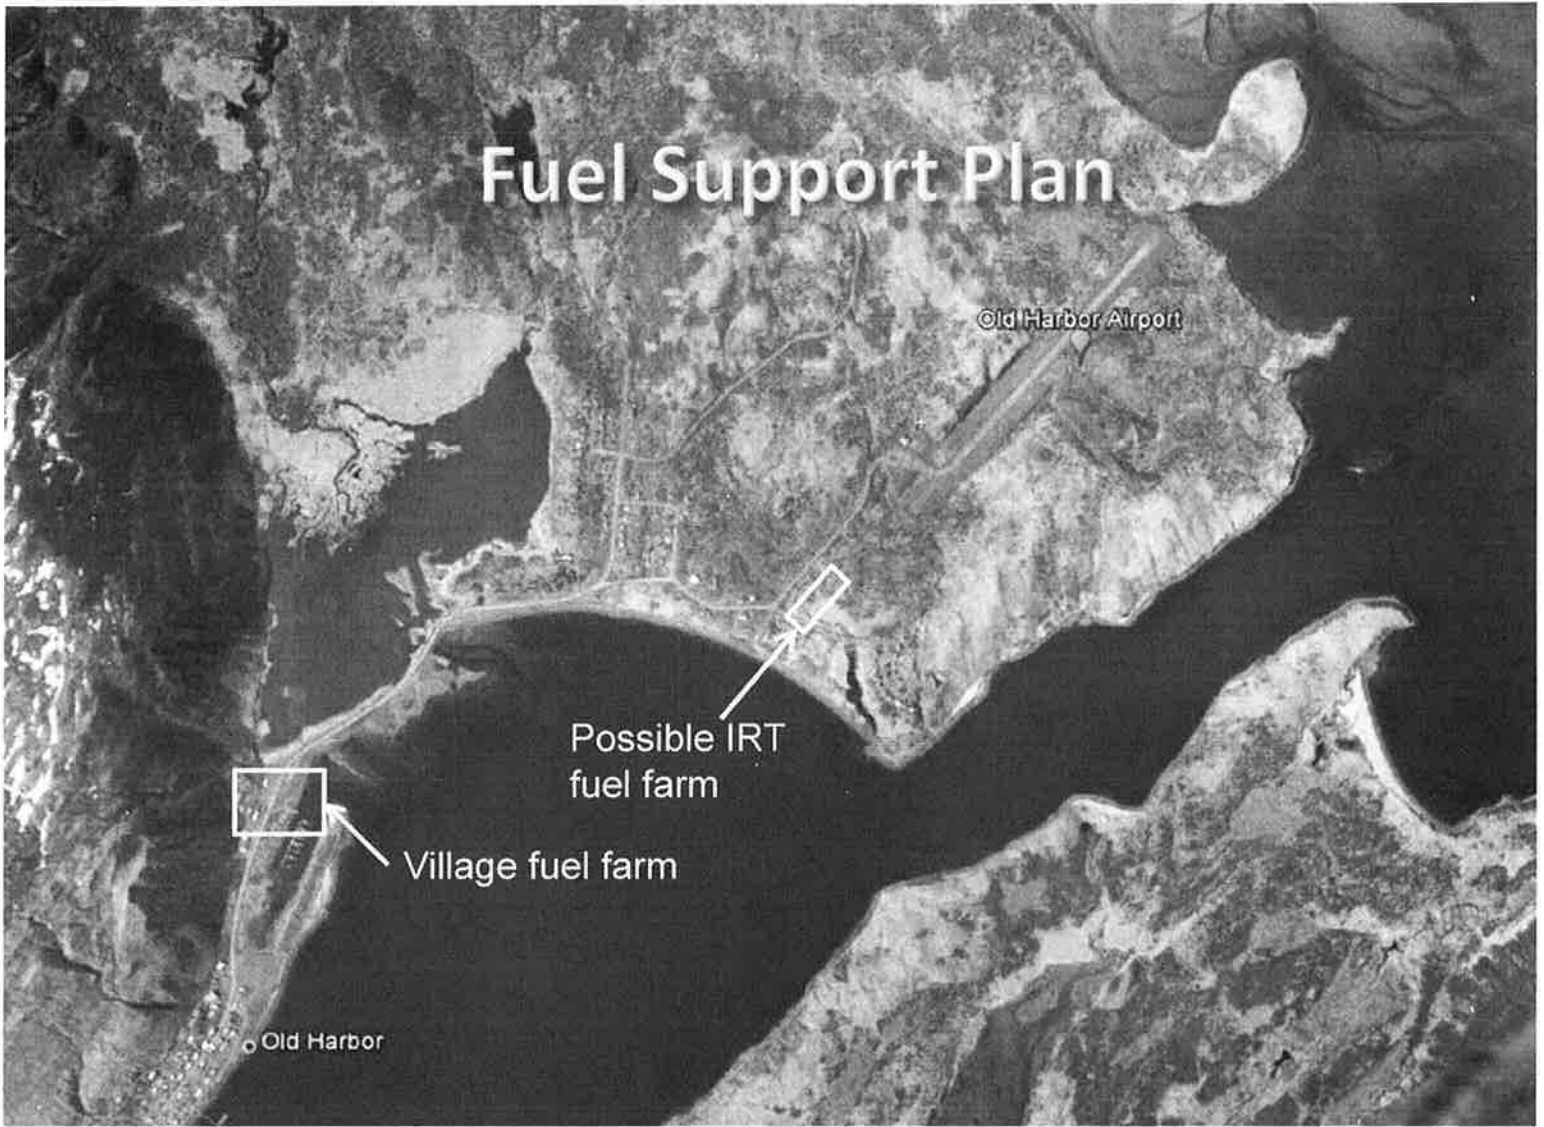 Fuel Support Plan
Old Harbor Airport
Possible IRT
fuel farm
Village fuel farm
Old Harbor